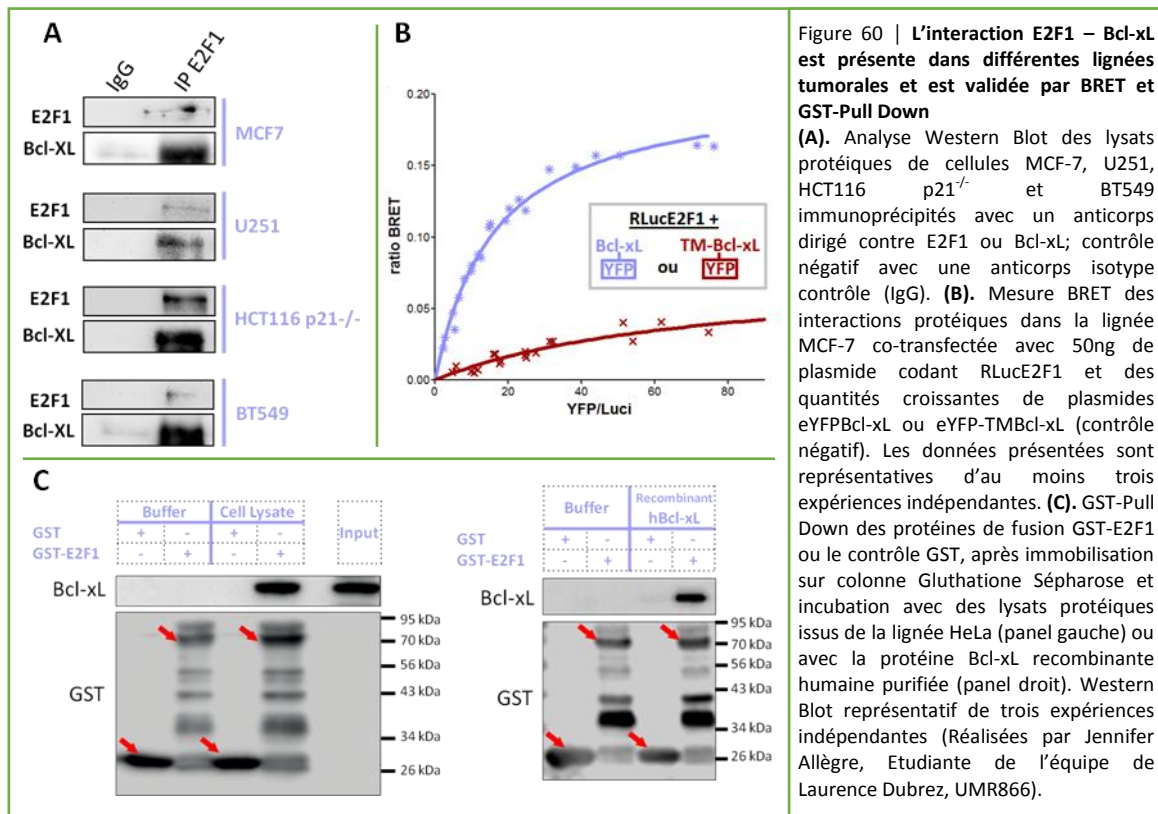 A
IgG
IP E2F1
E2F1
Bcl-XL
MCF7
E2F1
Bcl-XL
U251
E2F1
Bcl-XL
HCT116 p21-/-
E2F1
Bcl-XL
BT549
B
ratio BRET
0.20
0.15
0.10
0.05
0.00
0
20
40
60
80
YFP/Luci
RLucE2F1 +
Bcl-xL
YFP
ou
TM-Bcl-xL
YFP
C
Buffer
Cell Lysate
Input
GST
+
-
+
-
GST-E2F1
-
+
-
+
Bcl-xL
GST
95 kDa
70 kDa
56 kDa
43 kDa
34 kDa
26 kDa
Buffer
Recombinant
hBcl-xL
GST
+
-
+
-
GST-E2F1
-
+
-
+
Bcl-xL
GST
95 kDa
70 kDa
56 kDa
43 kDa
34 kDa
26 kDa
Figure 60 | L'interaction E2F1 – Bcl-xL
est présente dans différentes lignées
tumorales et est validée par BRET et
GST-Pull Down
(A). Analyse Western Blot des lysats
protéiques de cellules MCF-7, U251,
HCT116 p21-/- et BT549
immunoprécipités avec un anticorps
dirigé contre E2F1 ou Bcl-xL; contrôle
négatif avec une anticorps isotype
contrôle (IgG). (B). Mesure BRET des
interactions protéiques dans la lignée
MCF-7 co-transfectée avec 50ng de
plasmide codant RLucE2F1 et des
quantités croissantes de plasmides
eYFPBcl-xL ou eYFP-TMBcl-xL (contrôle
négatif). Les données présentées sont
représentatives d'au moins trois
expériences indépendantes. (C). GST-Pull
Down des protéines de fusion GST-E2F1
ou le contrôle GST, après immobilisation
sur colonne Gluthatione Sépharose et
incubation avec des lysats protéiques
issus de la lignée HeLa (panel gauche) ou
avec la protéine Bcl-xL recombinante
humaine purifiée (panel droit). Western
Blot représentatif de trois expériences
indépendantes (Réalisées par Jennifer
Allègre, Etudiante de l'équipe de
Laurence Dubrez, UMR866).